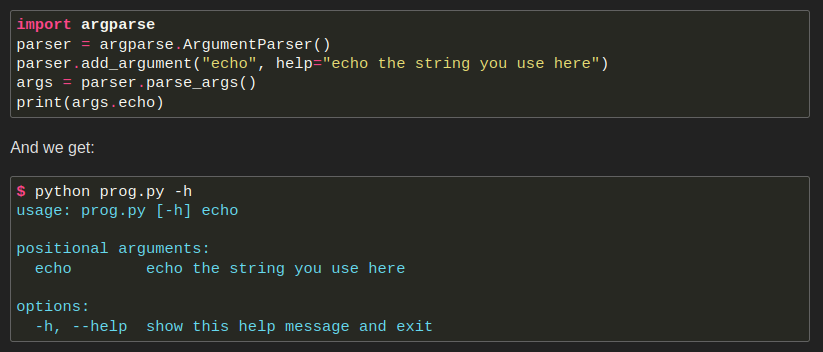 import argparse
parser = argparse.ArgumentParser()
parser.add_argument("echo", help="echo the string you use here")
args = parser.parse_args()
print(args.echo)
And we get:
$ python prog.py -h
usage: prog.py [-h] echo
positional arguments:
  echo        echo the string you use here
options:
  -h, --help  show this help message and exit